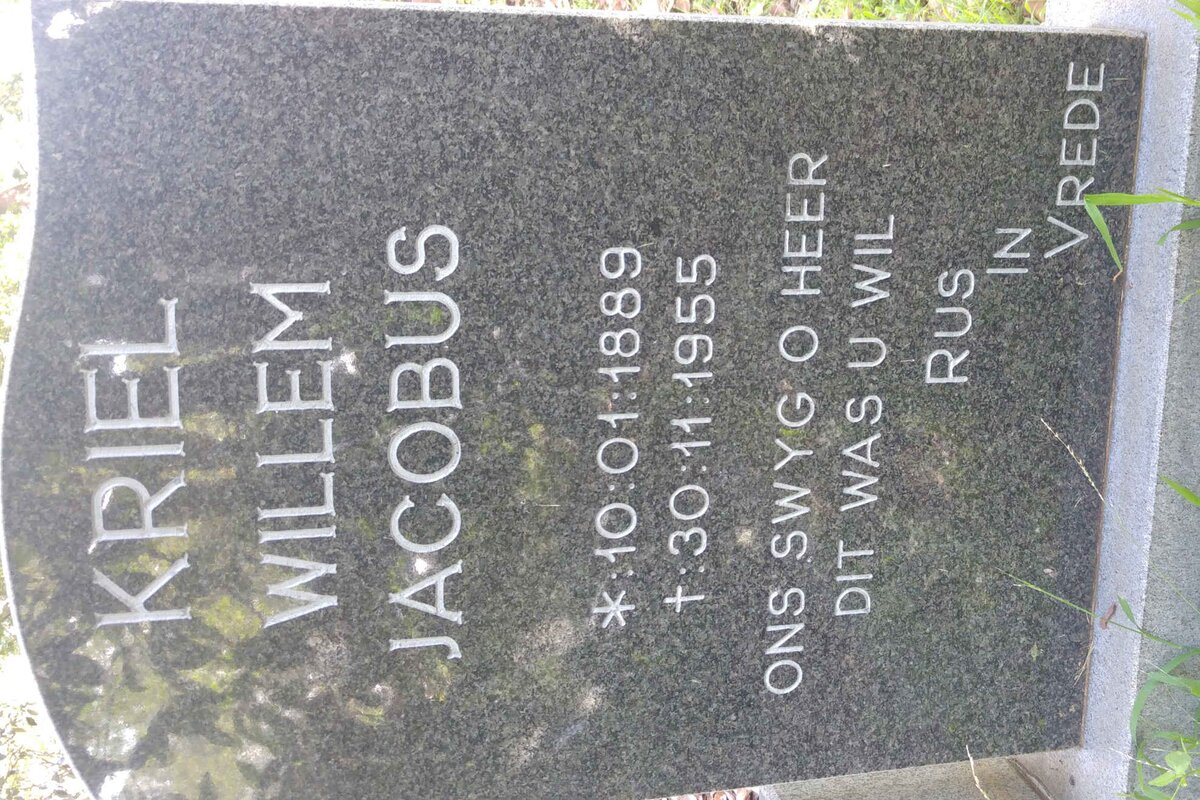 KRIEL
WILLEM
JACOBUS
*:10:01:1889
†:30:11:1955
ONS SWYG O HEER
DIT WAS U WIL
RUS
IN
VREDE